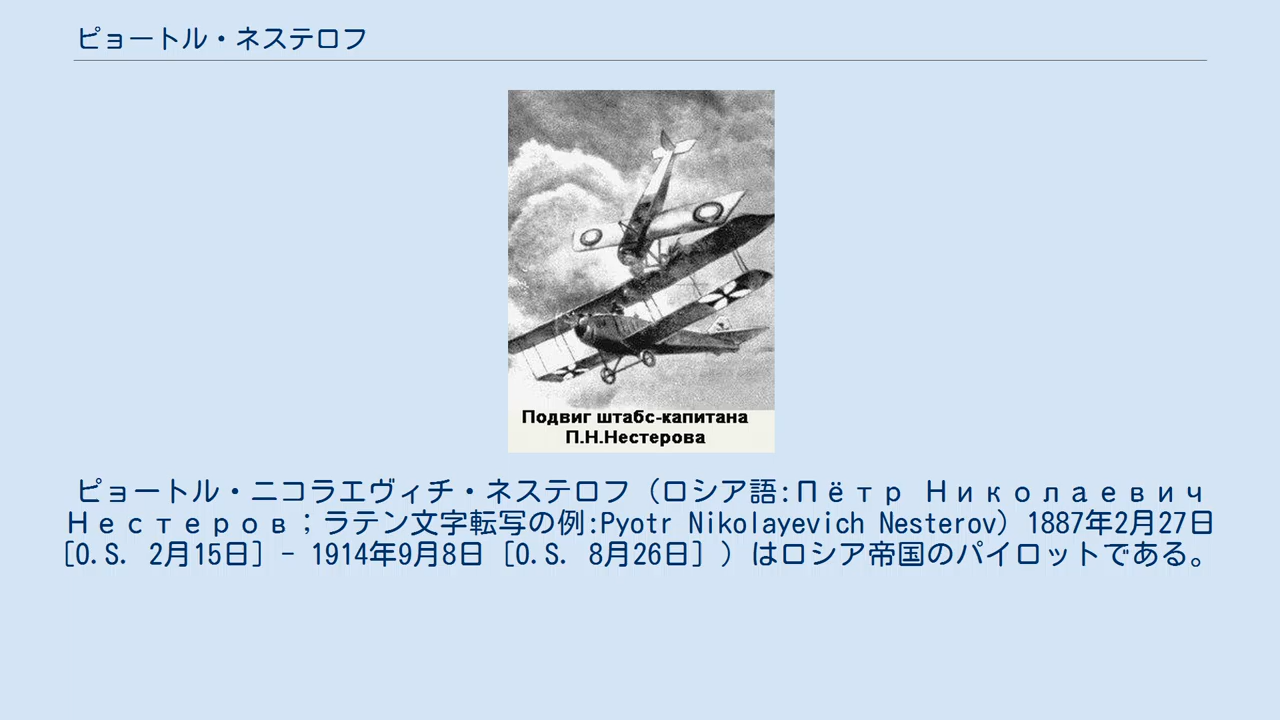 ピョートル・ネステロフ
Подвиг штабс-капитана
П.Н.Нестерова
ピョートル・ニコラエヴィチ・ネステロフ（ロシア語:Пётр Николаевич
Нестеров；ラテン文字転写の例:Pyotr Nikolayevich Nesterov）1887年2月27日
[O.S. 2月15日] - 1914年9月8日 [O.S. 8月26日] ）はロシア帝国のパイロットである。